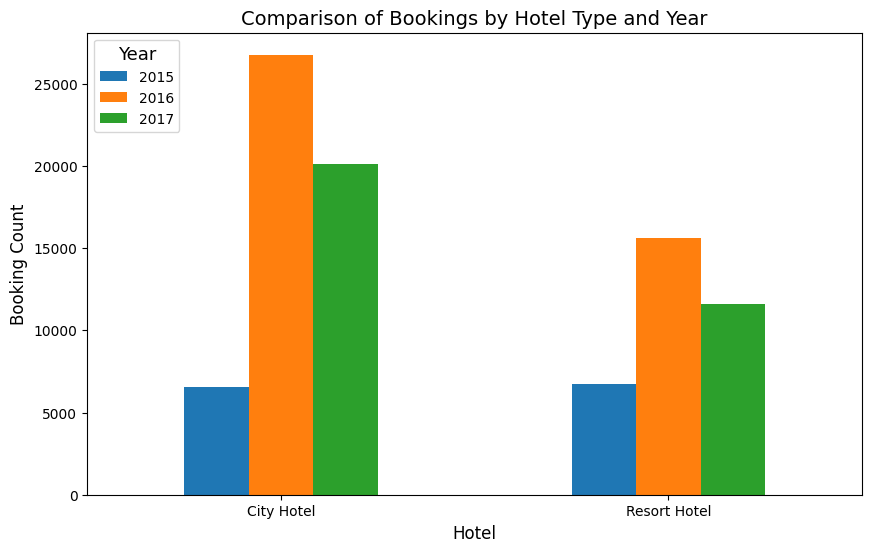 Comparison of Bookings by Hotel Type and Year
Year
2015
2016
2017
25000
20000
15000
10000
5000
0
Booking Count
City Hotel
Resort Hotel
Hotel